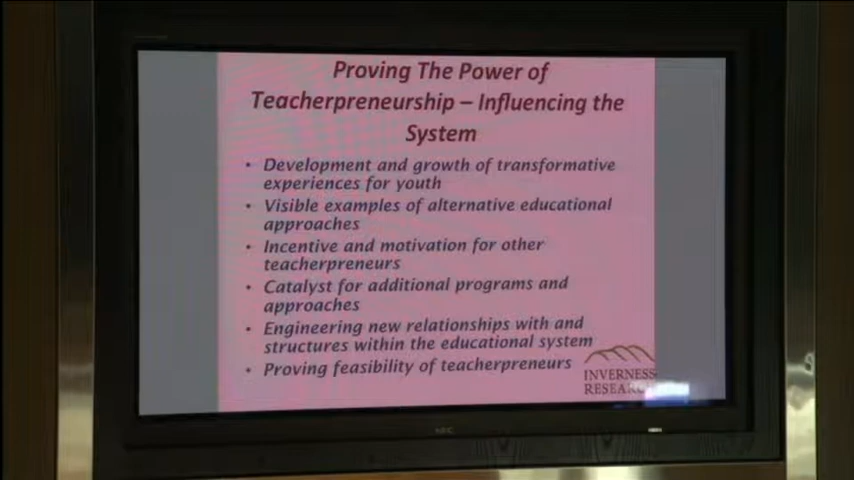 Proving The Power of
Teacherpreneurship – Influencing the
System
• Development and growth of transformative
experiences for youth
• Visible examples of alternative educational
approaches
• Incentive and motivation for other
teacherpreneurs
• Catalyst for additional programs and
approaches
• Engineering new relationships with and
structures within the educational system
• Proving feasibility of teacherpreneurs
INVERNESS
RESEARCH
NEC